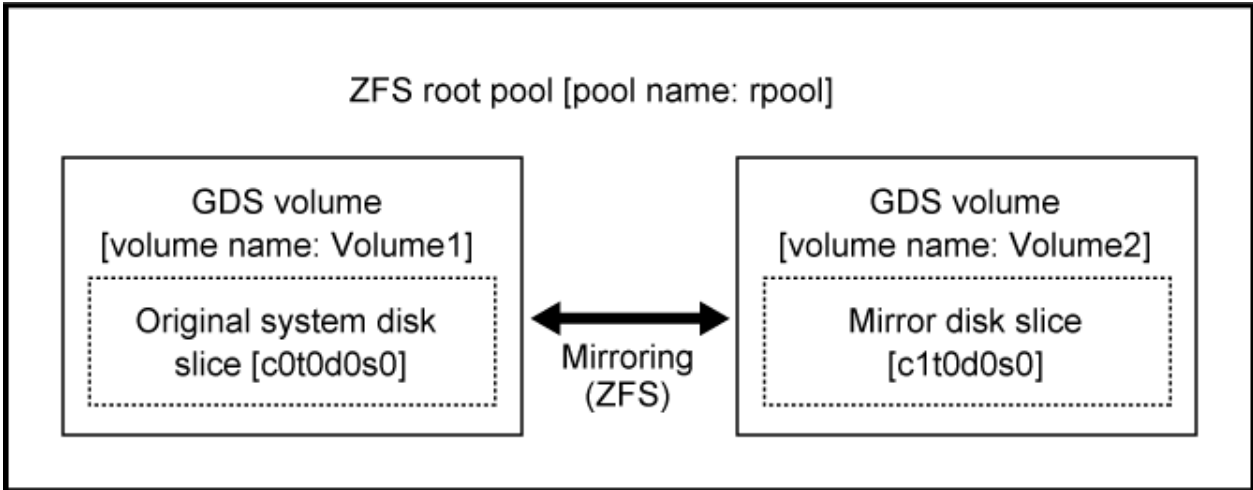 ZFS root pool [pool name: rpool]
GDS volume
[volume name: Volume1]
Original system disk
slice [c0t0d0s0]
Mirroring
(ZFS)
GDS volume
[volume name: Volume2]
Mirror disk slice
[c1t0d0s0]